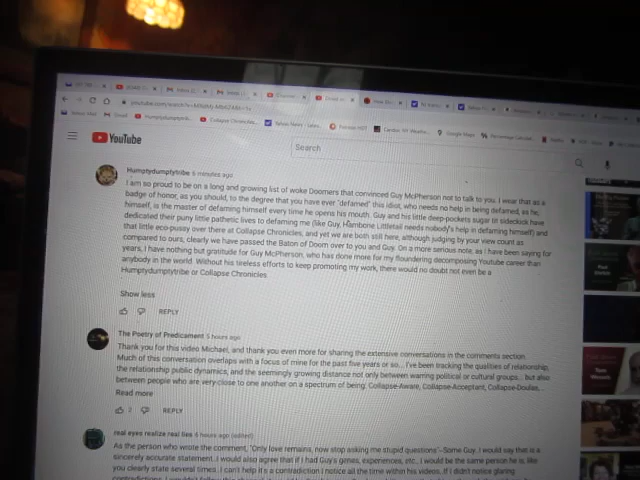 YouTube
Search
Humptydumptytribe 6 minutes ago
I am so proud to be on a long and growing list of woke Doomers that convinced Guy McPherson not to talk to you. I wear that as a
badge of honor, as you should, to the degree that you have ever "defamed" this idiot, who needs no help in being defamed, as he,
himself, is the master of defaming himself every time he opens his mouth. Guy and his little deep-pockets sugar tit sidekick have
dedicated their puny little pathetic lives to defaming me (like Guy, Hambone Littletail needs nobody's help in defaming himself) and
that little eco-pussy over there at Collapse Chronicles, and yet we are both still here, although judging by your view count as
compared to ours, clearly we have passed the Baton of Doom over to you and Guy. On a more serious note, as I have been saying for
years, I have nothing but gratitude for Guy McPherson, who has done more for my floundering decomposing Youtube career than
anybody in the world. Without his tireless efforts to keep promoting my work, there would no doubt not even be a
Humptydumptytribe or Collapse Chronicles
Show less
REPLY
The Poetry of Predicament 5 hours ago
Thank you for this video Michael, and thank you even more for sharing the extensive conversations in the comments section.
Much of this conversation overlaps with a focus of mine for the past five years or so... I've been tracking the qualities of relationship,
the relationship public dynamics, and the seemingly growing distance not only between warring political or cultural groups... but also
between people who are very close to one another on a spectrum of being: Collapse-Aware, Collapse-Acceptant, Collapse-Doulas...
Read more
2 REPLY
real eyes realize real lies 6 hours ago (edited)
As the person who wrote the comment, "Only love remains, now stop asking me stupid questions"--Some Guy. I would say that is a
sincerely accurate statement. I would also agree that if I had Guy's genes, experiences, etc.. I would be the same person he is, like
you clearly state several times. I can't help it's a contradiction I notice all the time within his videos. If I didn't notice glaring